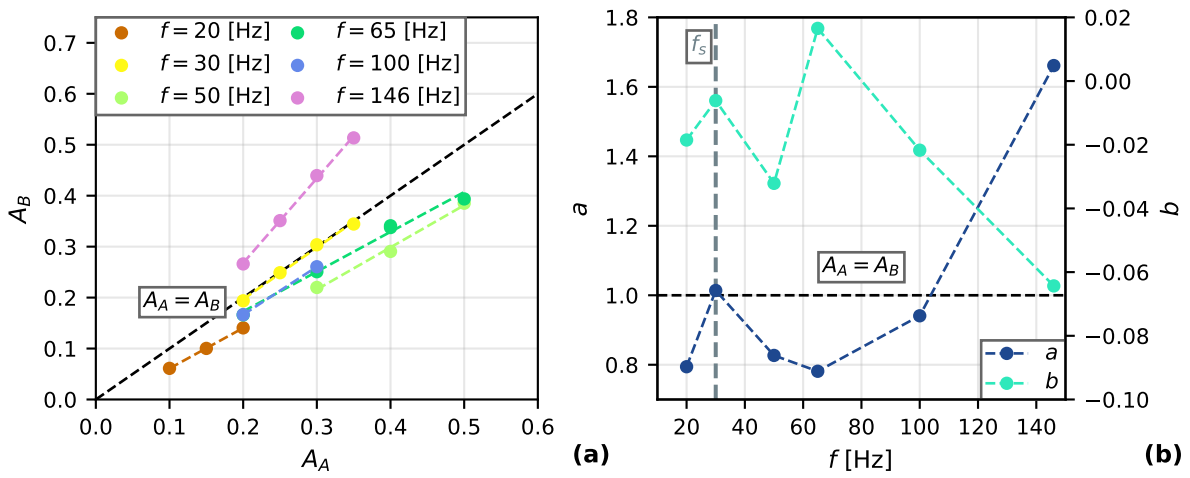 f = 20 [Hz]
f = 30 [Hz]
f = 50 [Hz]
f = 65 [Hz]
f = 100 [Hz]
f = 146 [Hz]
A_A = A_B
0.7
0.6
0.5
0.4
0.3
0.2
0.1
0.0
A_B
0.0 0.1 0.2 0.3 0.4 0.5 0.6
A_A
(a)
1.8
1.6
1.4
1.2
1.0
0.8
a
f_s
A_A = A_B
a
b
0.02
0.00
−0.02
−0.04
−0.06
−0.08
−0.10
b
20 40 60 80 100 120 140
f [Hz]
(b)